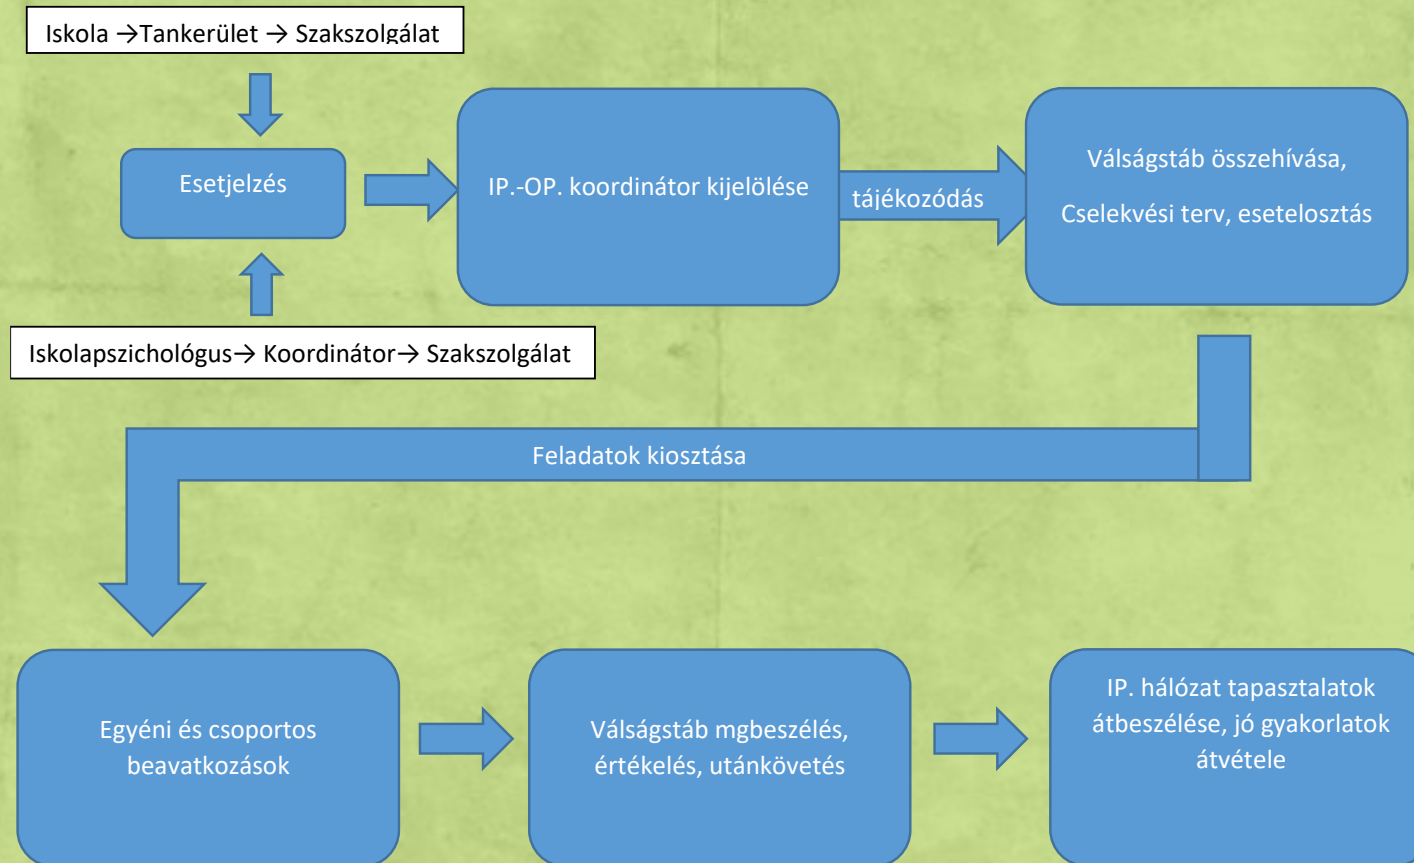 Iskola →Tankerület → Szakszolgálat
Esetjelzés
Iskolapszichológus→ Koordinátor→ Szakszolgálat
IP.-OP. koordinátor kijelölése
tájékozódás
Válságstáb összehívása,
Cselekvési terv, esetelosztás
Feladatok kiosztása
Egyéni és csoportos
beavatkozások
Válságstáb mgbeszélés,
értékelés, utánkövetés
IP. hálózat tapasztalatok
átbeszélése, jó gyakorlatok
átvétele